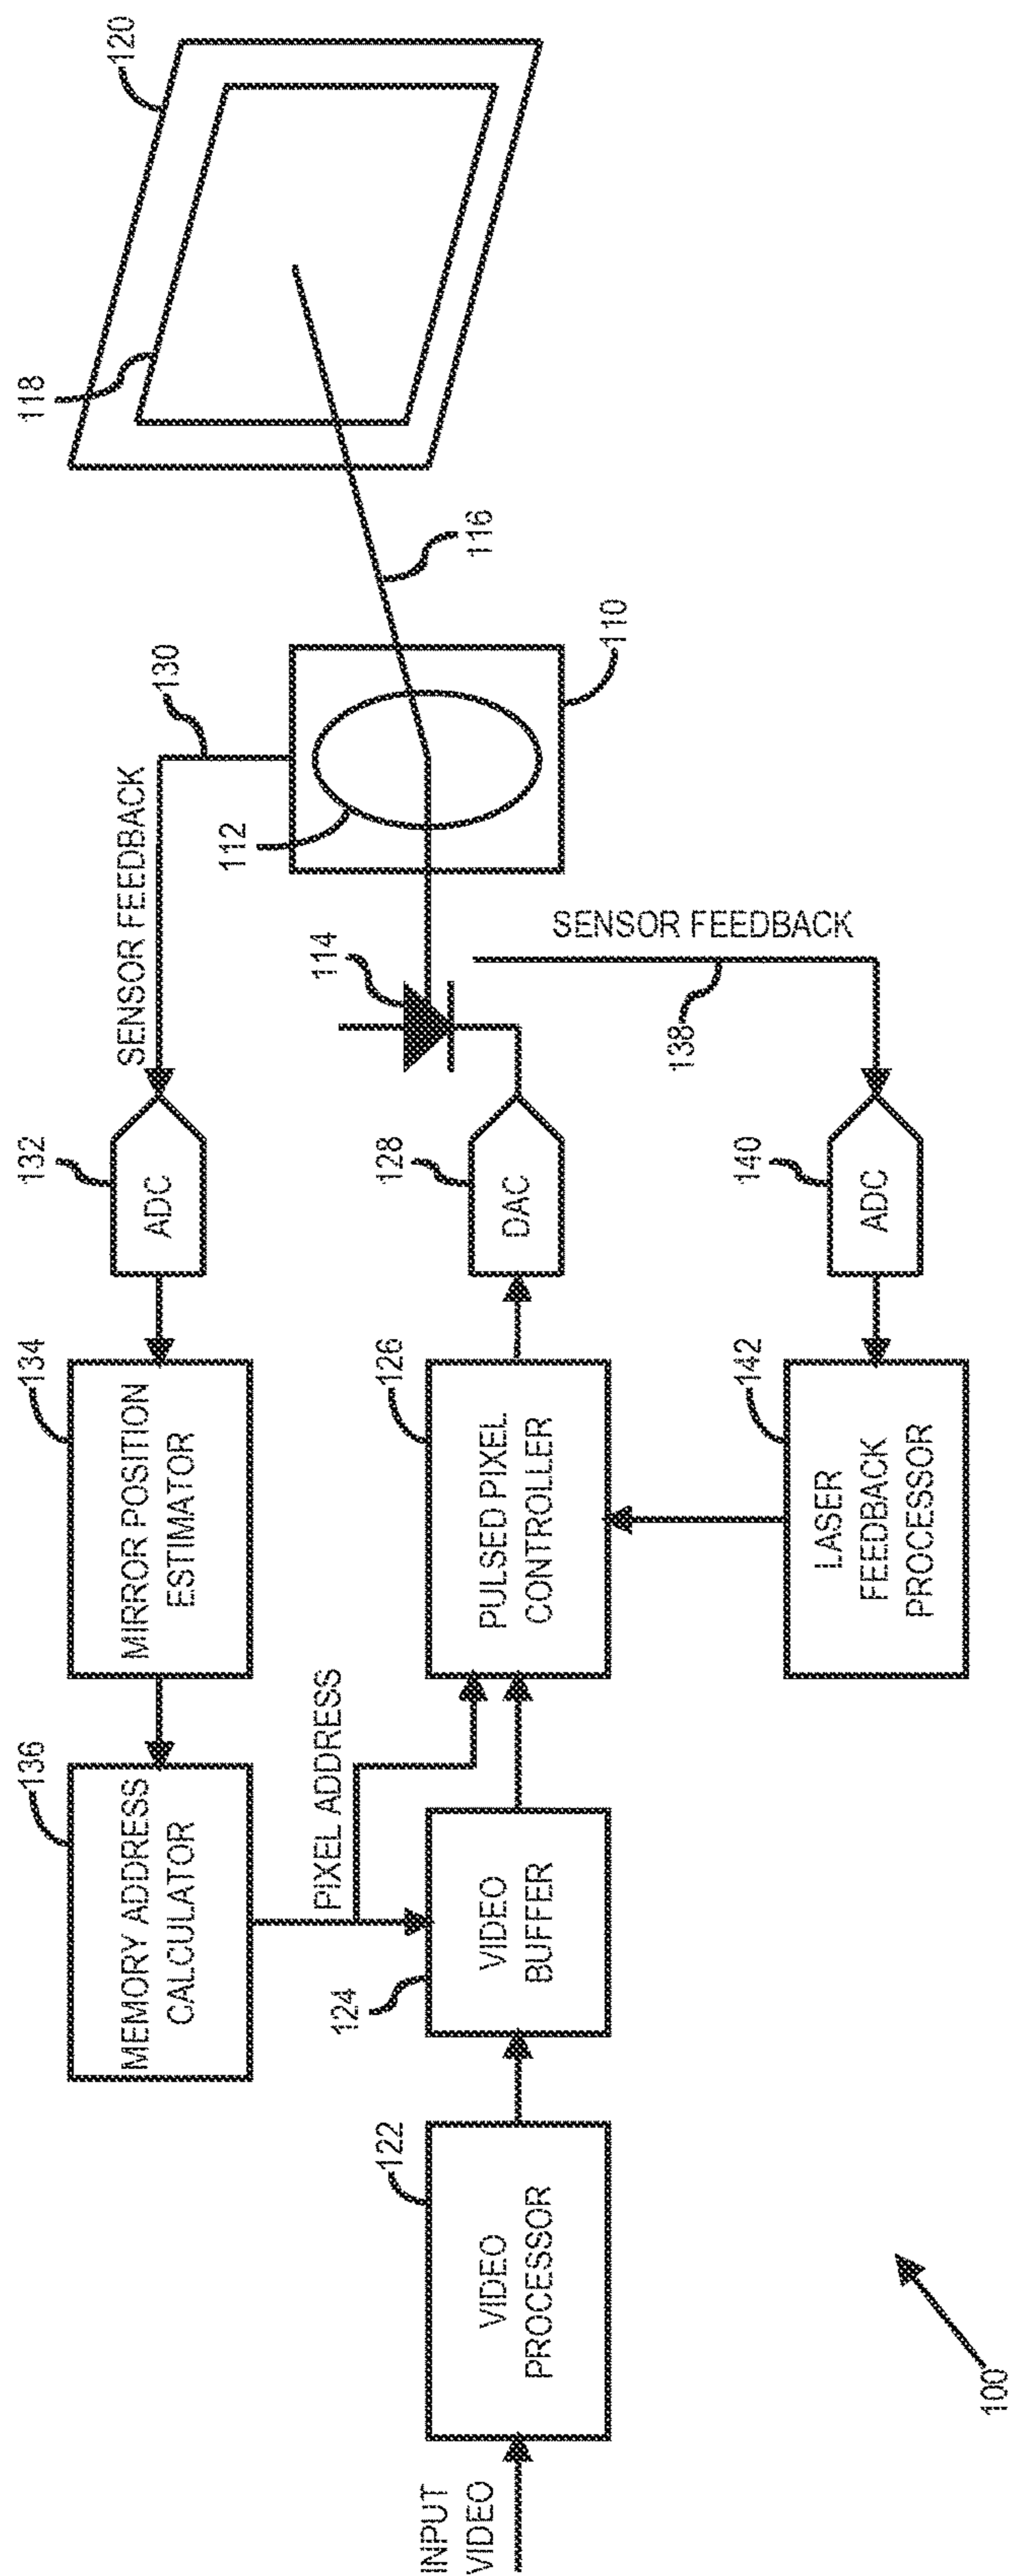 136
MEMORY ADDRESS
CALCULATOR
134
MIRROR POSITION
ESTIMATOR
132
ADC
SENSOR FEEDBACK
130
118
120
PIXEL ADDRESS
112
114
INPUT
VIDEO
122
VIDEO
PROCESSOR
124
VIDEO
BUFFER
126
PULSED PIXEL
CONTROLLER
128
DAC
116
110
SENSOR FEEDBACK
138
142
LASER
FEEDBACK
PROCESSOR
140
ADC
100